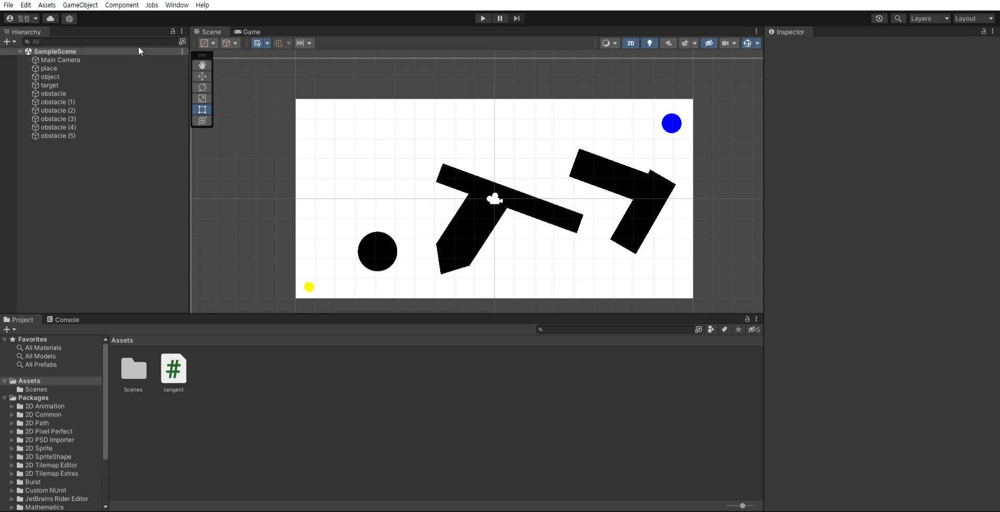 File Edit Assets GameObject Component Jobs Window Help
정컴 Layers Layout
Hierarchy
All
SampleScene
Main Camera
place
object
target
obstacle
obstacle (1)
obstacle (2)
obstacle (3)
obstacle (4)
obstacle (5)
Scene Game
2D
Inspector
Project Console
5
Favorites
All Materials
All Models
All Prefabs
Assets
Scenes
Packages
2D Animation
2D Common
2D Path
2D Pixel Perfect
2D PSD Importer
2D Sprite
2D SpriteShape
2D Tilemap Editor
2D Tilemap Extras
Burst
Custom NUnit
JetBrains Rider Editor
Mathematics
Assets
#
Scenes tangent